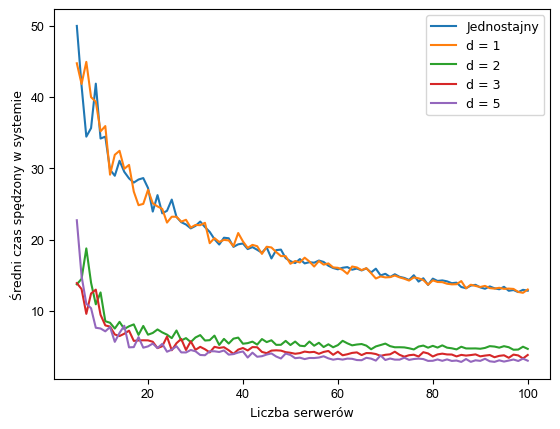 50
40
30
20
10
Średni czas spędzony w systemie
Jednostajny
d = 1
d = 2
d = 3
d = 5
20
40
60
80
100
Liczba serwerów